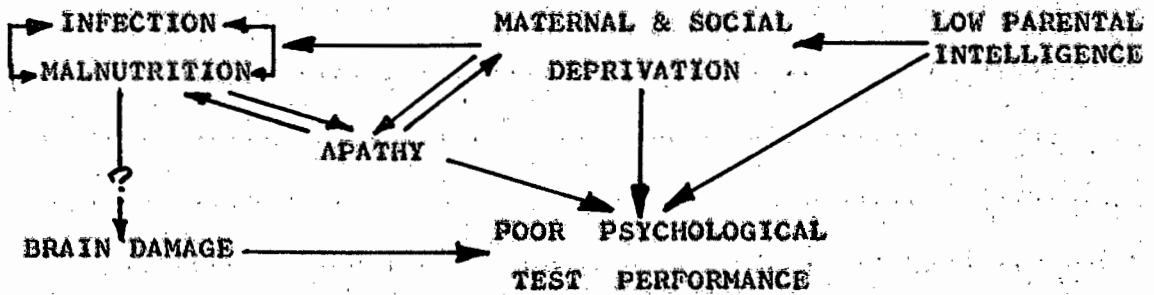 INFECTION
MALNUTRITION
MATERNAL & SOCIAL
DEPRIVATION
LOW PARENTAL
INTELLIGENCE
APATHY
?
BRAIN DAMAGE
POOR PSYCHOLOGICAL
TEST PERFORMANCE